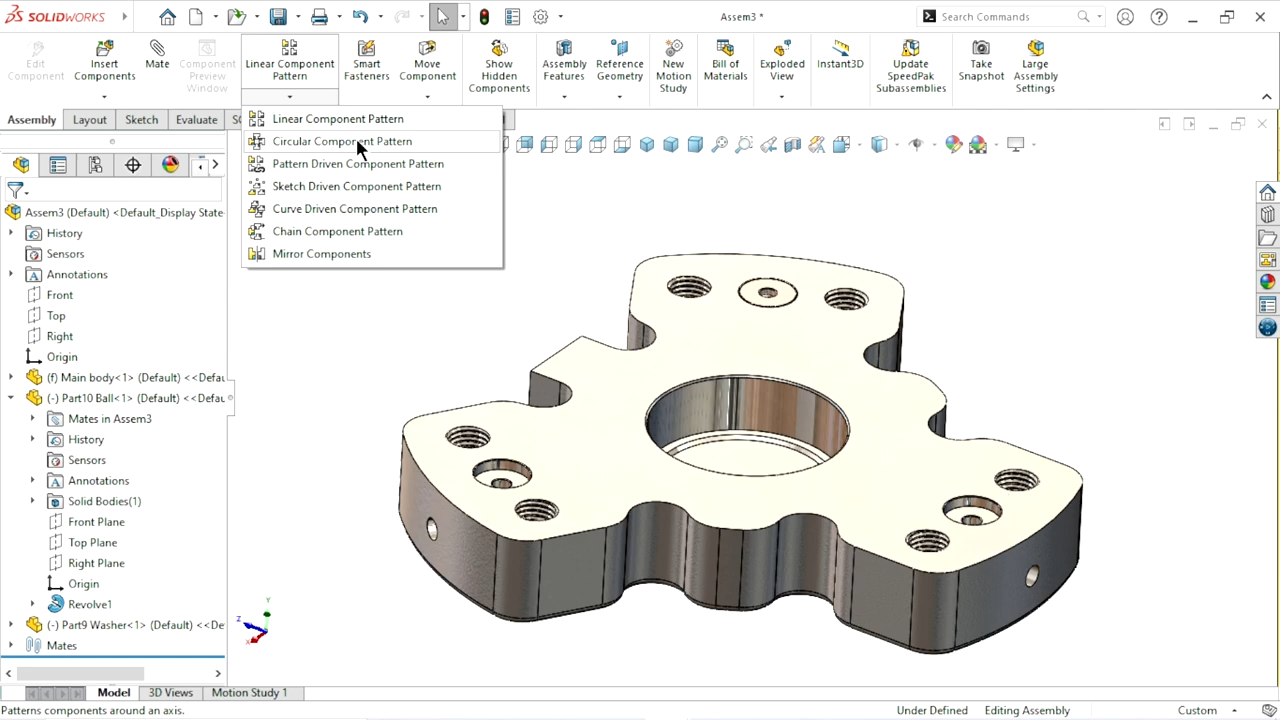 SOLIDWORKS
Assem3 *
Search Commands
Edit Component
Insert Components
Mate
Component Preview Window
Linear Component Pattern
Smart Fasteners
Move Component
Show Hidden Components
Assembly Features
Reference Geometry
New Motion Study
Bill of Materials
Exploded View
Instant3D
Update SpeedPak Subassemblies
Take Snapshot
Large Assembly Settings
Assembly
Layout
Sketch
Evaluate
Linear Component Pattern
Circular Component Pattern
Pattern Driven Component Pattern
Sketch Driven Component Pattern
Curve Driven Component Pattern
Chain Component Pattern
Mirror Components
Assem3 (Default) <Default_Display State
History
Sensors
Annotations
Front
Top
Right
Origin
(f) Main body<1> (Default) <<Defau
(-) Part10 Ball<1> (Default) <<Defau
Mates in Assem3
History
Sensors
Annotations
Solid Bodies(1)
Front Plane
Top Plane
Right Plane
Origin
Revolve1
(-) Part9 Washer<1> (Default) <<De
Mates
Y
Z
X
Model
3D Views
Motion Study 1
Patterns components around an axis.
Under Defined
Editing Assembly
Custom